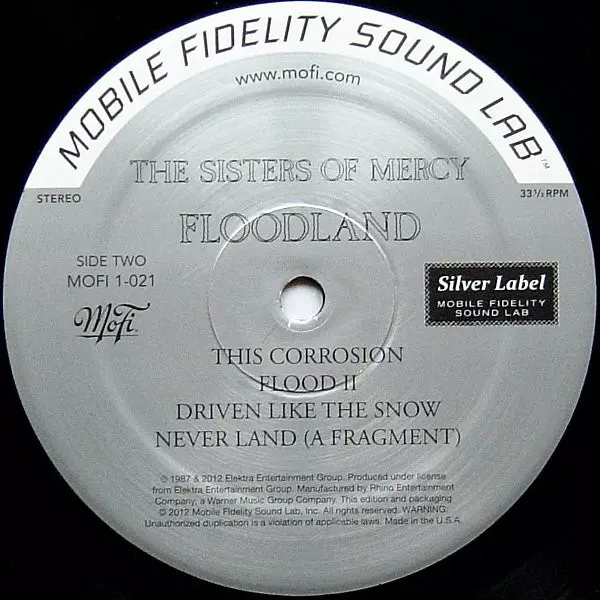 MOBILE FIDELITY SOUND LAB™
www.mofi.com
THE SISTERS OF MERCY
STEREO
33 ⅓ RPM
FLOODLAND
SIDE TWO
MOFI 1-021
MoFi
Silver Label
MOBILE FIDELITY
SOUND LAB
THIS CORROSION
FLOOD II
DRIVEN LIKE THE SNOW
NEVER LAND (A FRAGMENT)
℗ 1987 & 2012 Elektra Entertainment Group. Produced under license
from Elektra Entertainment Group. Manufactured by Rhino Entertainment
Company, a Warner Music Group Company. This edition and packaging
© 2012 Mobile Fidelity Sound Lab, Inc. All rights reserved. WARNING:
Unauthorized duplication is a violation of applicable laws. Made in the U.S.A.